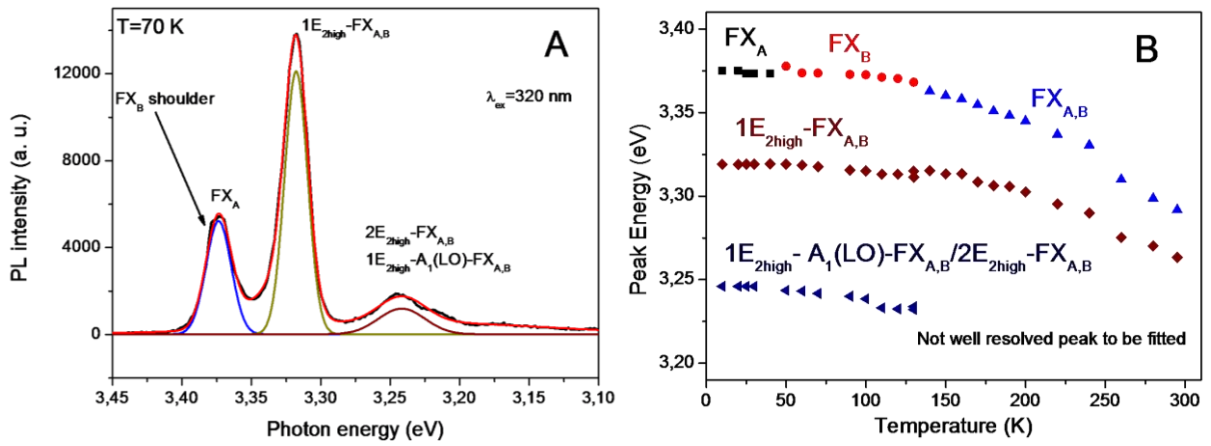 T=70 K
A
1E2high-FXA,B
FXB shoulder
λex=320 nm
FXA
2E2high-FXA,B
1E2high-A1(LO)-FXA,B
PL intensity (a. u.)
12000
8000
4000
0
3,45 3,40 3,35 3,30 3,25 3,20 3,15 3,10
Photon energy (eV)
B
FXA
FXB
FXA,B
1E2high-FXA,B
1E2high- A1(LO)-FXA,B/2E2high-FXA,B
Not well resolved peak to be fitted
Peak Energy (eV)
3,40
3,35
3,30
3,25
3,20
0 50 100 150 200 250 300
Temperature (K)